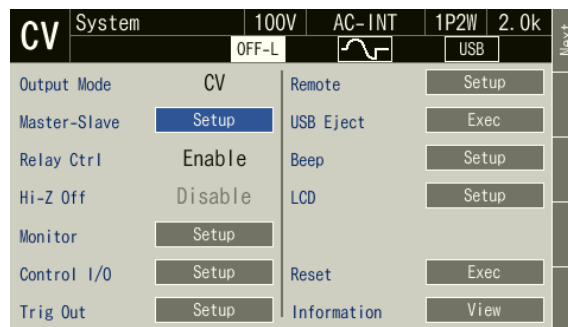 CV System 100V AC-INT 1P2W 2.0k
OFF-L USB
Next
Output Mode CV
Master-Slave Setup
Relay Ctrl Enable
Hi-Z Off Disable
Monitor Setup
Control I/O Setup
Trig Out Setup
Remote Setup
USB Eject Exec
Beep Setup
LCD Setup
Reset Exec
Information View